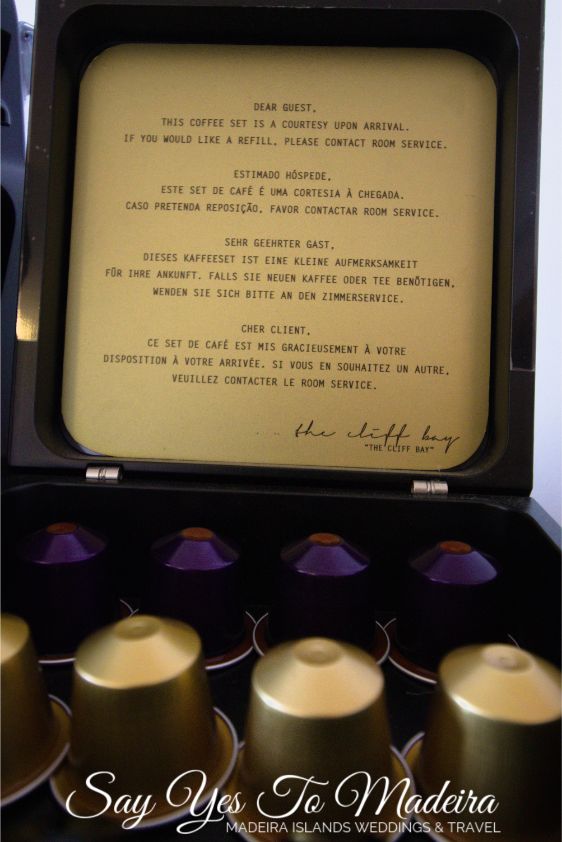 DEAR GUEST,
THIS COFFEE SET IS A COURTESY UPON ARRIVAL.
IF YOU WOULD LIKE A REFILL, PLEASE CONTACT ROOM SERVICE.
ESTIMADO HÓSPEDE,
ESTE SET DE CAFÉ É UMA CORTESIA À CHEGADA.
CASO PRETENDA REPOSIÇÃO, FAVOR CONTACTAR ROOM SERVICE.
SEHR GEEHRTER GAST,
DIESES KAFFEESET IST EINE KLEINE AUFMERKSAMKEIT
FÜR IHRE ANKUNFT. FALLS SIE NEUEN KAFFEE ODER TEE BENÖTIGEN,
WENDEN SIE SICH BITTE AN DEN ZIMMERSERVICE.
CHER CLIENT,
CE SET DE CAFÉ EST MIS GRACIEUSEMENT À VOTRE
DISPOSITION À VOTRE ARRIVÉE. SI VOUS EN SOUHAITEZ UN AUTRE,
VEUILLEZ CONTACTER LE ROOM SERVICE.
the cliff bay
"THE CLIFF BAY"
Say Yes To Madeira
MADEIRA ISLANDS WEDDINGS & TRAVEL